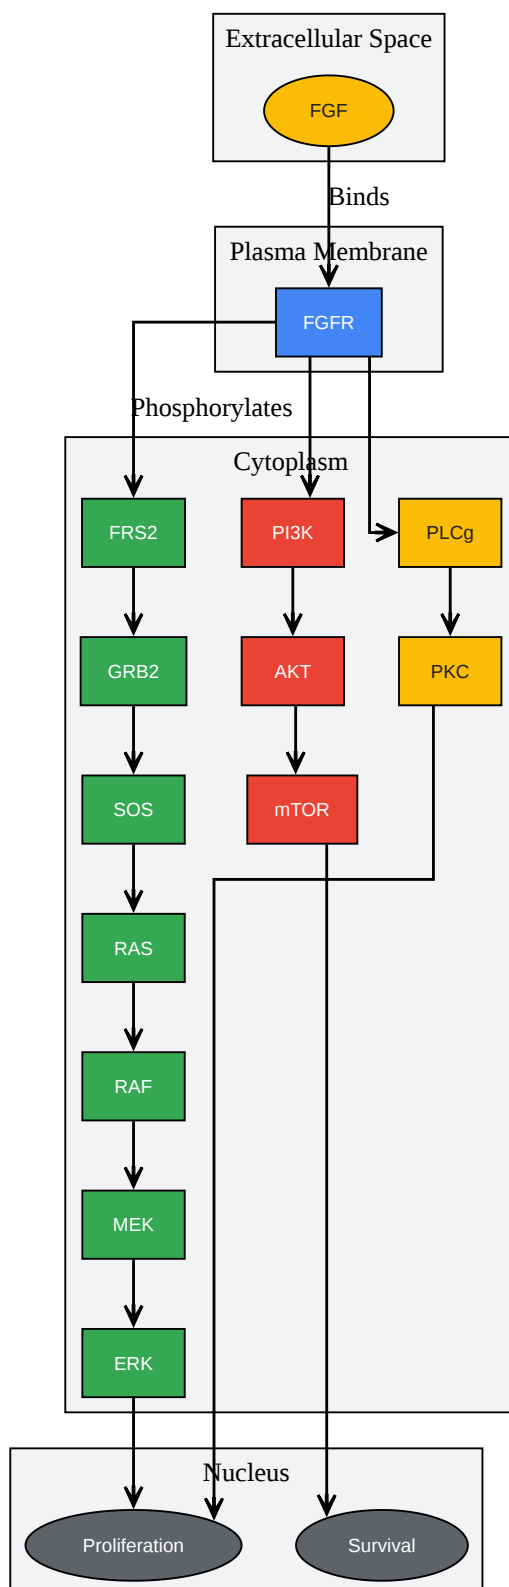 Extracellular Space
FGF
Binds
Plasma Membrane
FGFR
Phosphorylates
Cytoplasm
FRS2
PI3K
PLCg
GRB2
AKT
PKC
SOS
mTOR
RAS
RAF
MEK
ERK
Nucleus
Proliferation
Survival